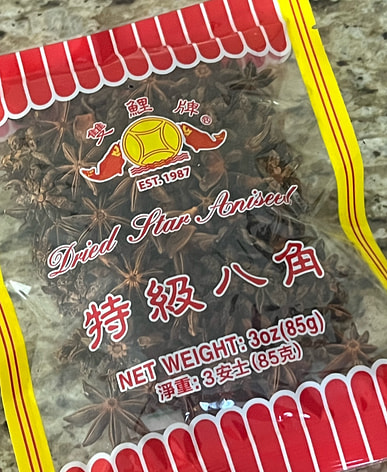 雙鯉牌®
EST. 1987
Dried Star Aniseed
特級八角
NET WEIGHT: 3oz(85g)
淨重: 3安士(85克)